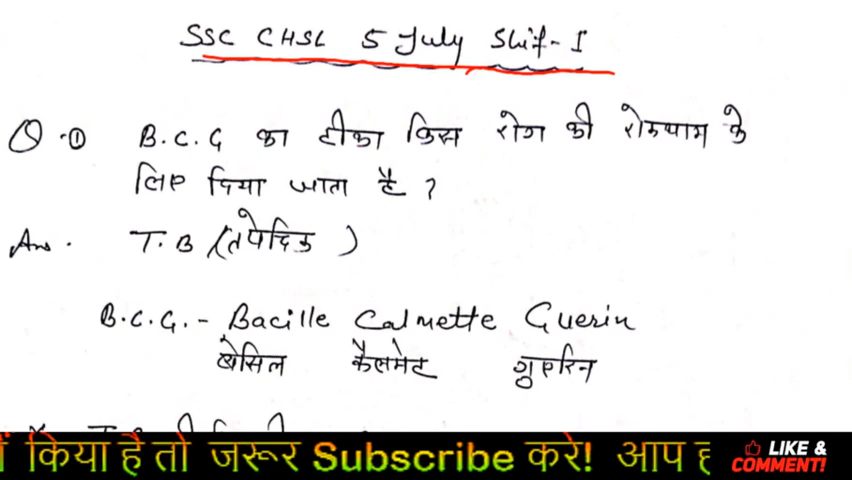 SSC CHSL 5 July Shif-I
Q.① B.C.G का टीका किस रोग की रोकथाम के
लिए दिया जाता है ?
Ans. T.B (तपेदिक )
B.C.G. - Bacille Calmette Guerin
बेसिल कैलमेट गुएरिन
किया है तो जरूर Subscribe करे! आप
LIKE &
COMMENT!